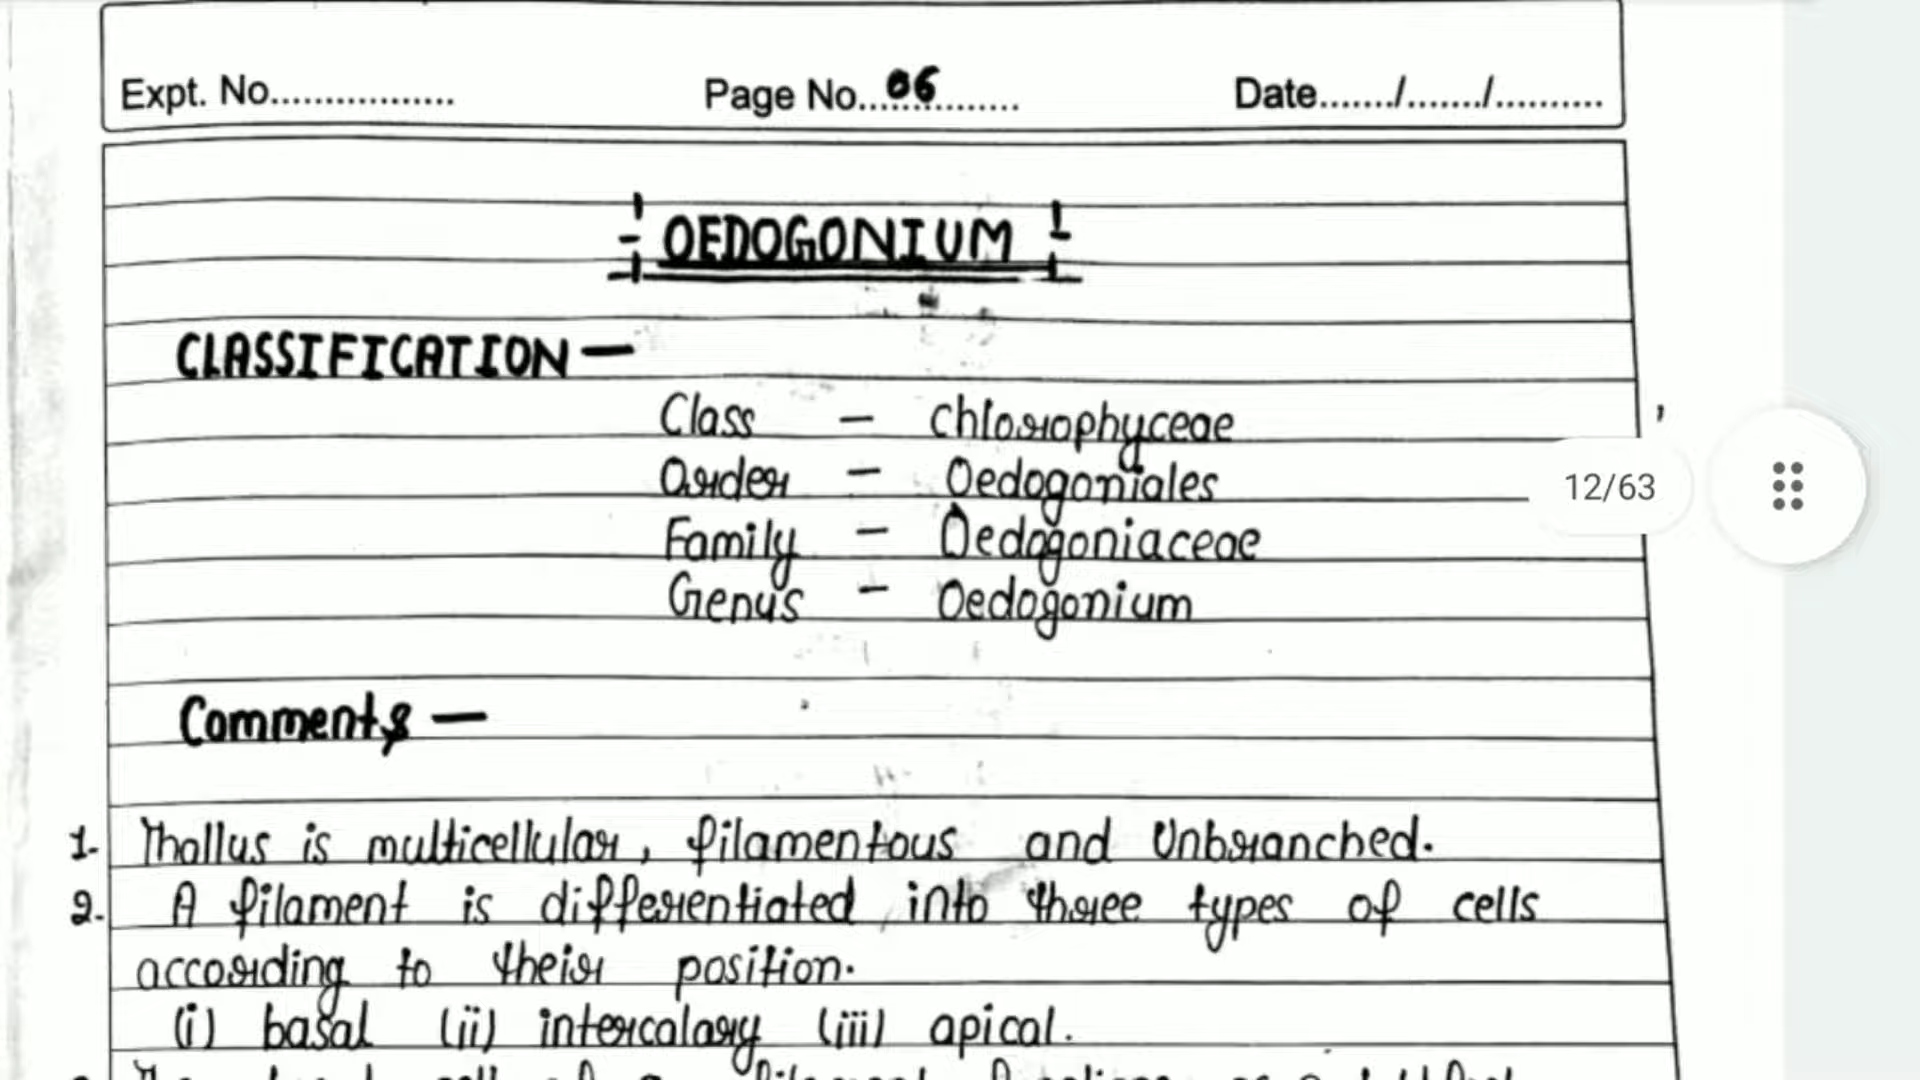 Expt. No................. Page No...06............ Date......./......./..........
OEDOGONIUM
CLASSIFICATION —
Class — Chlorophyceae
Order — Oedogoniales
Family — Oedogoniaceae
Genus — Oedogonium
12/63
Comments —
1. Thallus is multicellular, filamentous and Unbranched.
2. A filament is differentiated into three types of cells
according to their position.
(i) basal (ii) intercalary (iii) apical.